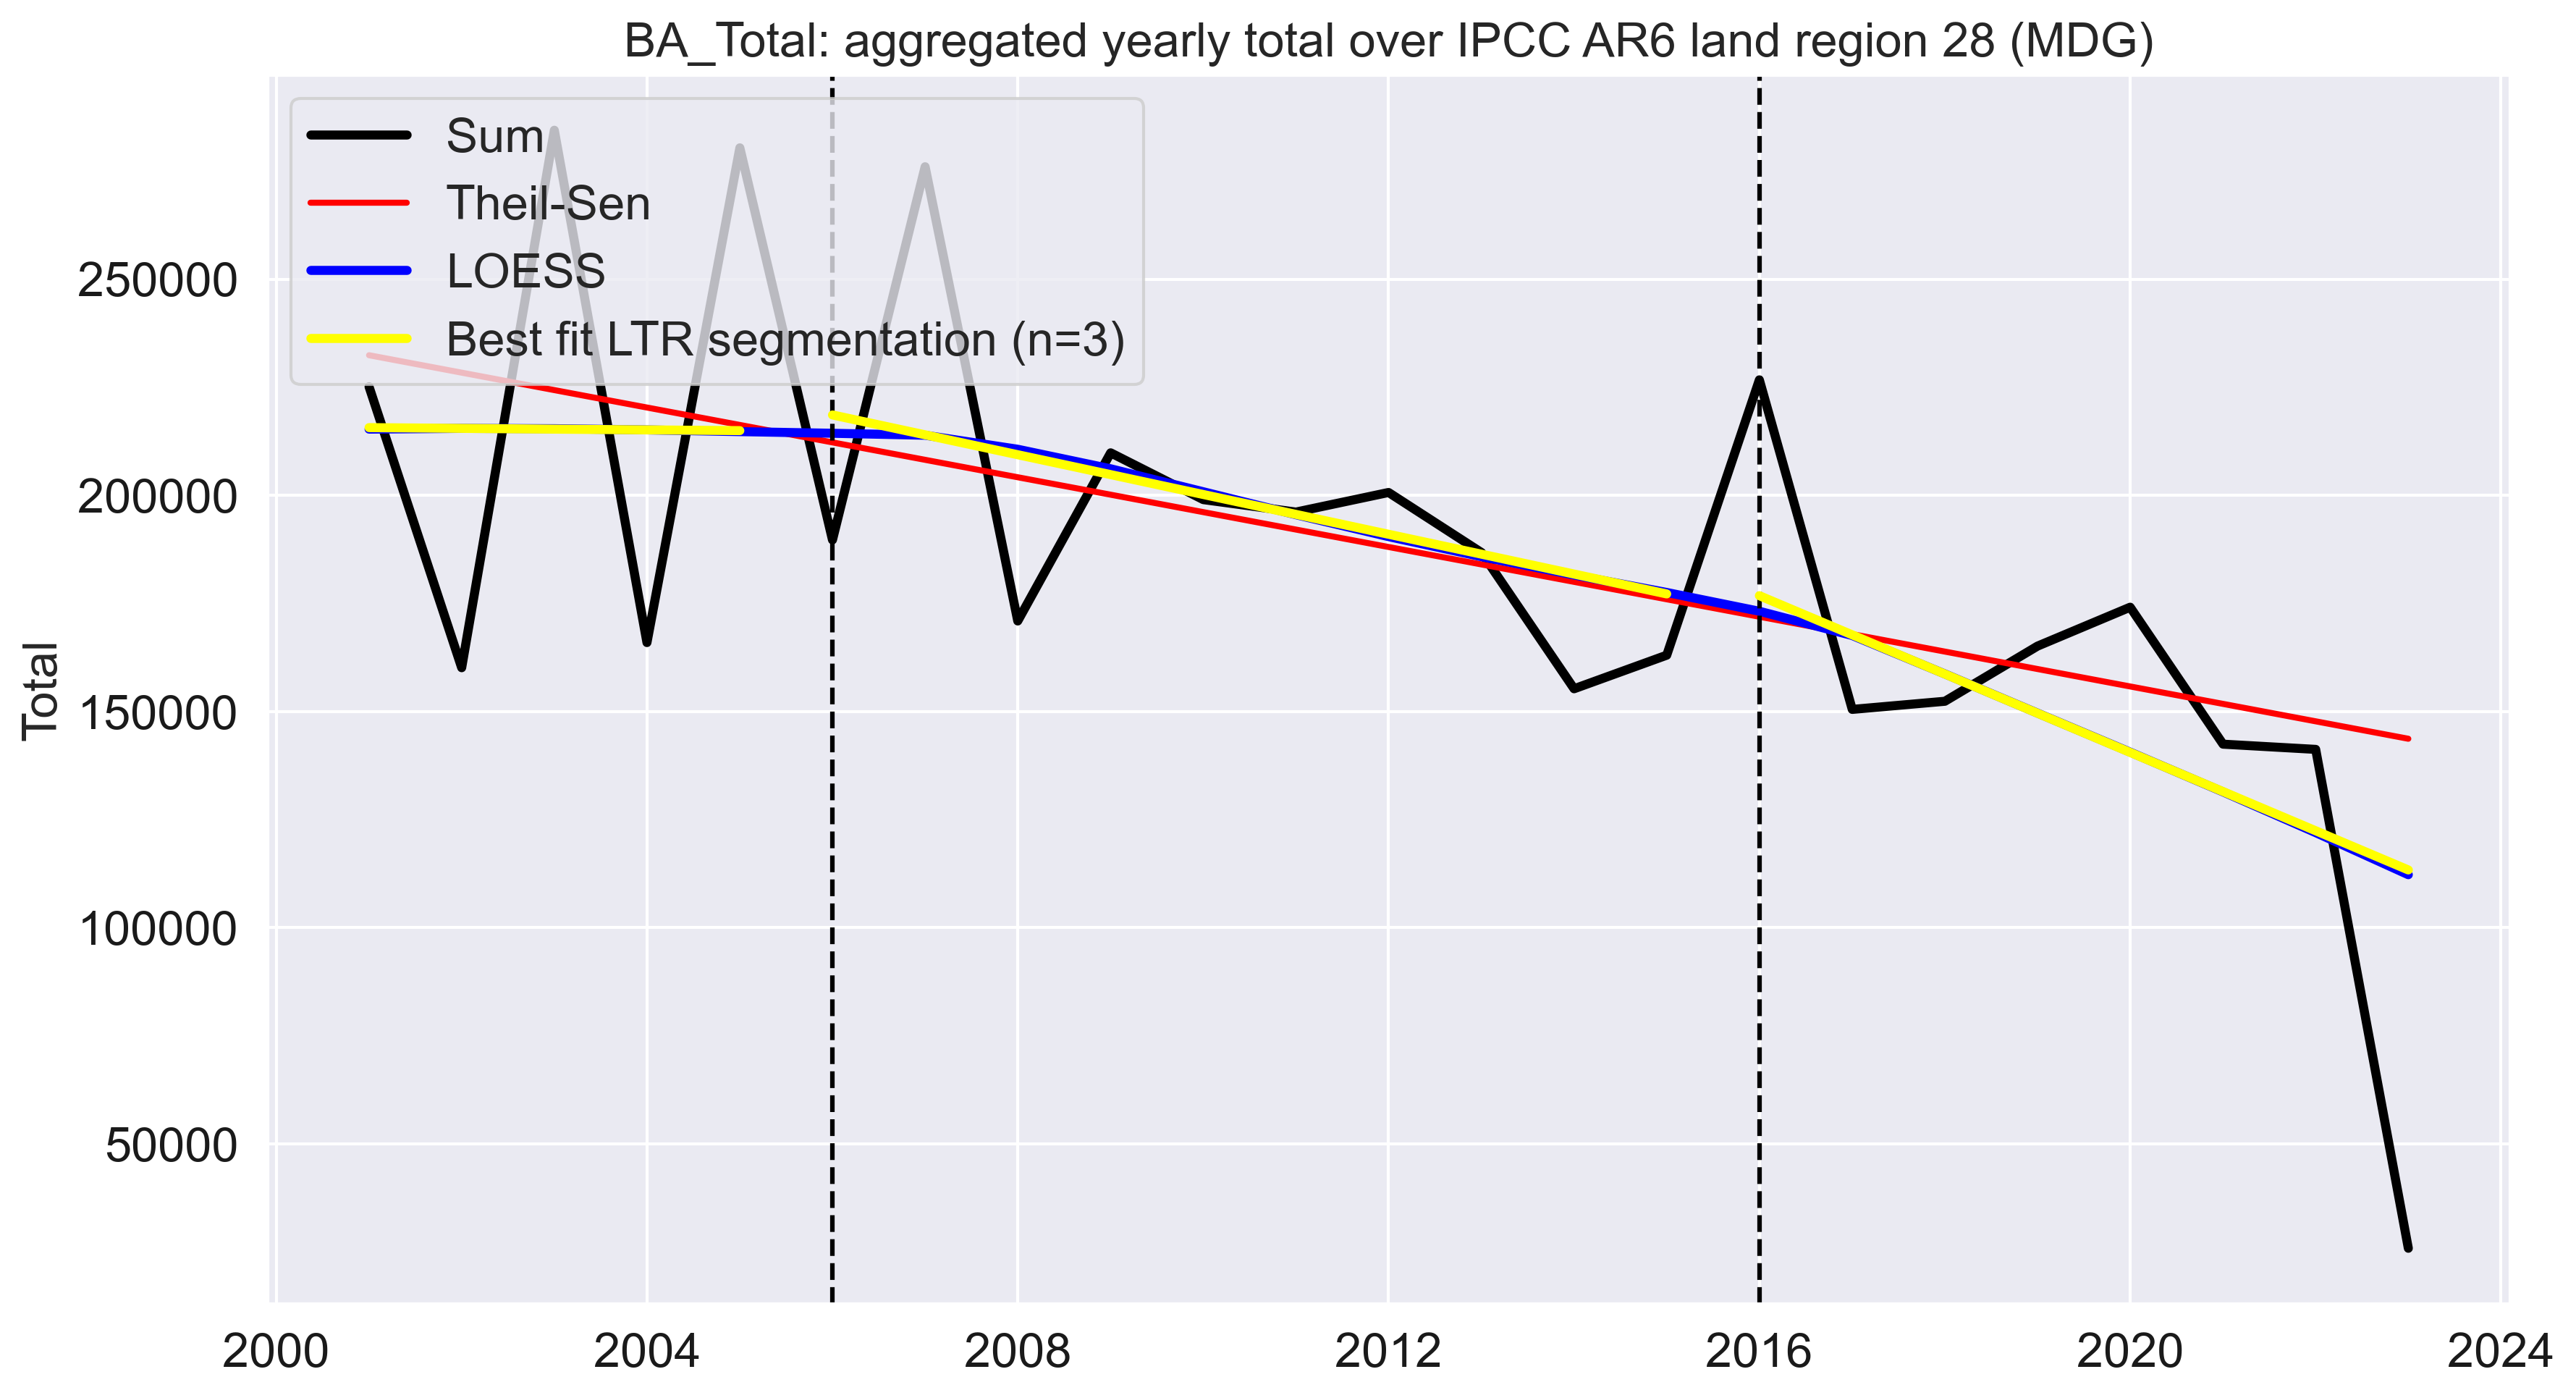 BA_Total: aggregated yearly total over IPCC AR6 land region 28 (MDG)
Sum
Theil-Sen
LOESS
Best fit LTR segmentation (n=3)
Total
250000
200000
150000
100000
50000
2000 2004 2008 2012 2016 2020 2024